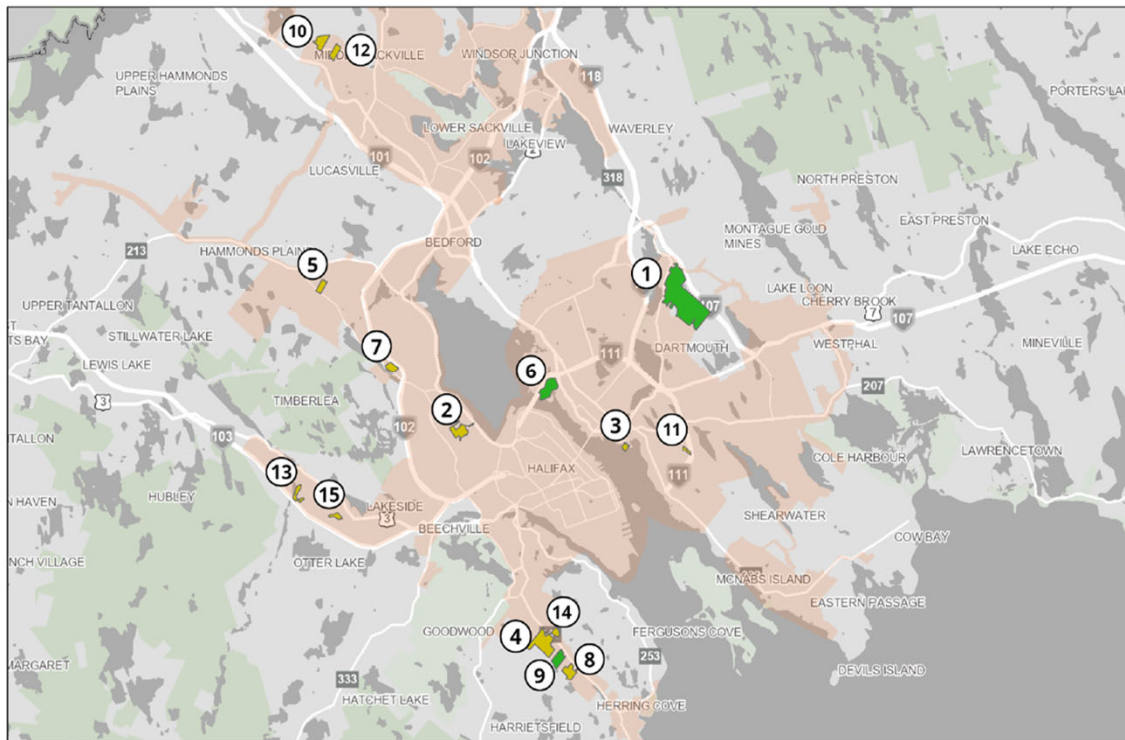 10
12
MIDDLE SACKVILLE
WINDSOR JUNCTION
118
UPPER HAMMONDS
PLAINS
PORTERS LA
LOWER SACKVILLE
WAVERLEY
101
102
LAKEVIEW
2
LUCASVILLE
318
NORTH PRESTON
EAST PRESTON
MONTAGUE GOLD
MINES
213
HAMMONDS PLAINS
BEDFORD
LAKE ECHO
5
1
LAKE LOON
UPPER TANTALLON
107
CHERRY BROOK
7
107
ST
TS BAY
STILLWATER LAKE
LEWIS LAKE
DARTMOUTH
WESTPHAL
MINEVILLE
7
111
6
207
3
TIMBERLEA
2
102
3
11
TANTALLON
103
LAWRENCETOWN
HALIFAX
COLE HARBOUR
13
111
N HAVEN
HUBLEY
15
LAKESIDE
3
SHEARWATER
BEECHVILLE
COW BAY
OTTER LAKE
NCH VILLAGE
MCNABS ISLAND
EASTERN PASSAGE
14
GOODWOOD
4
FERGUSONS COVE
8
253
MARGARET
9
DEVILS ISLAND
333
HATCHET LAKE
HERRING COVE
HARRIETSFIELD